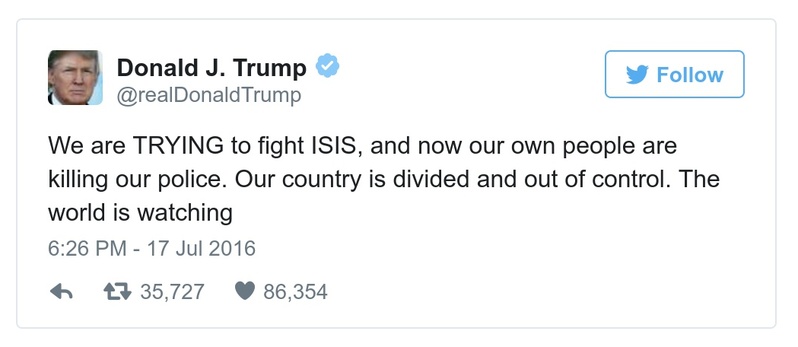 Donald J. Trump
@realDonaldTrump
Follow
We are TRYING to fight ISIS, and now our own people are
killing our police. Our country is divided and out of control. The
world is watching
6:26 PM - 17 Jul 2016
35,727 86,354